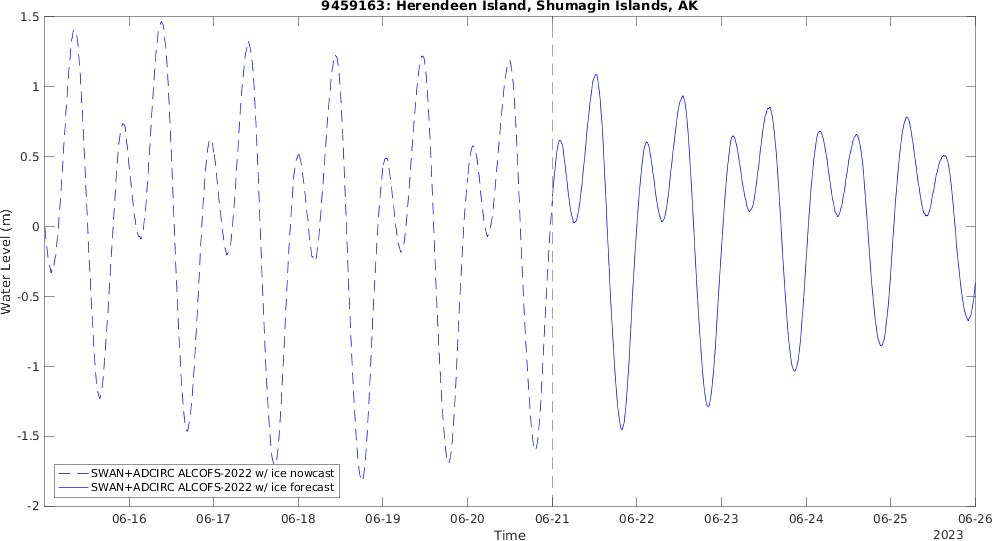 9459163: Herendeen Island, Shumagin Islands, AK
1.5
1
0.5
0
-0.5
-1
-1.5
-2
Water Level (m)
SWAN+ADCIRC ALCOFS-2022 w/ ice nowcast
SWAN+ADCIRC ALCOFS-2022 w/ ice forecast
06-16 06-17 06-18 06-19 06-20 06-21 06-22 06-23 06-24 06-25 06-26
Time
2023